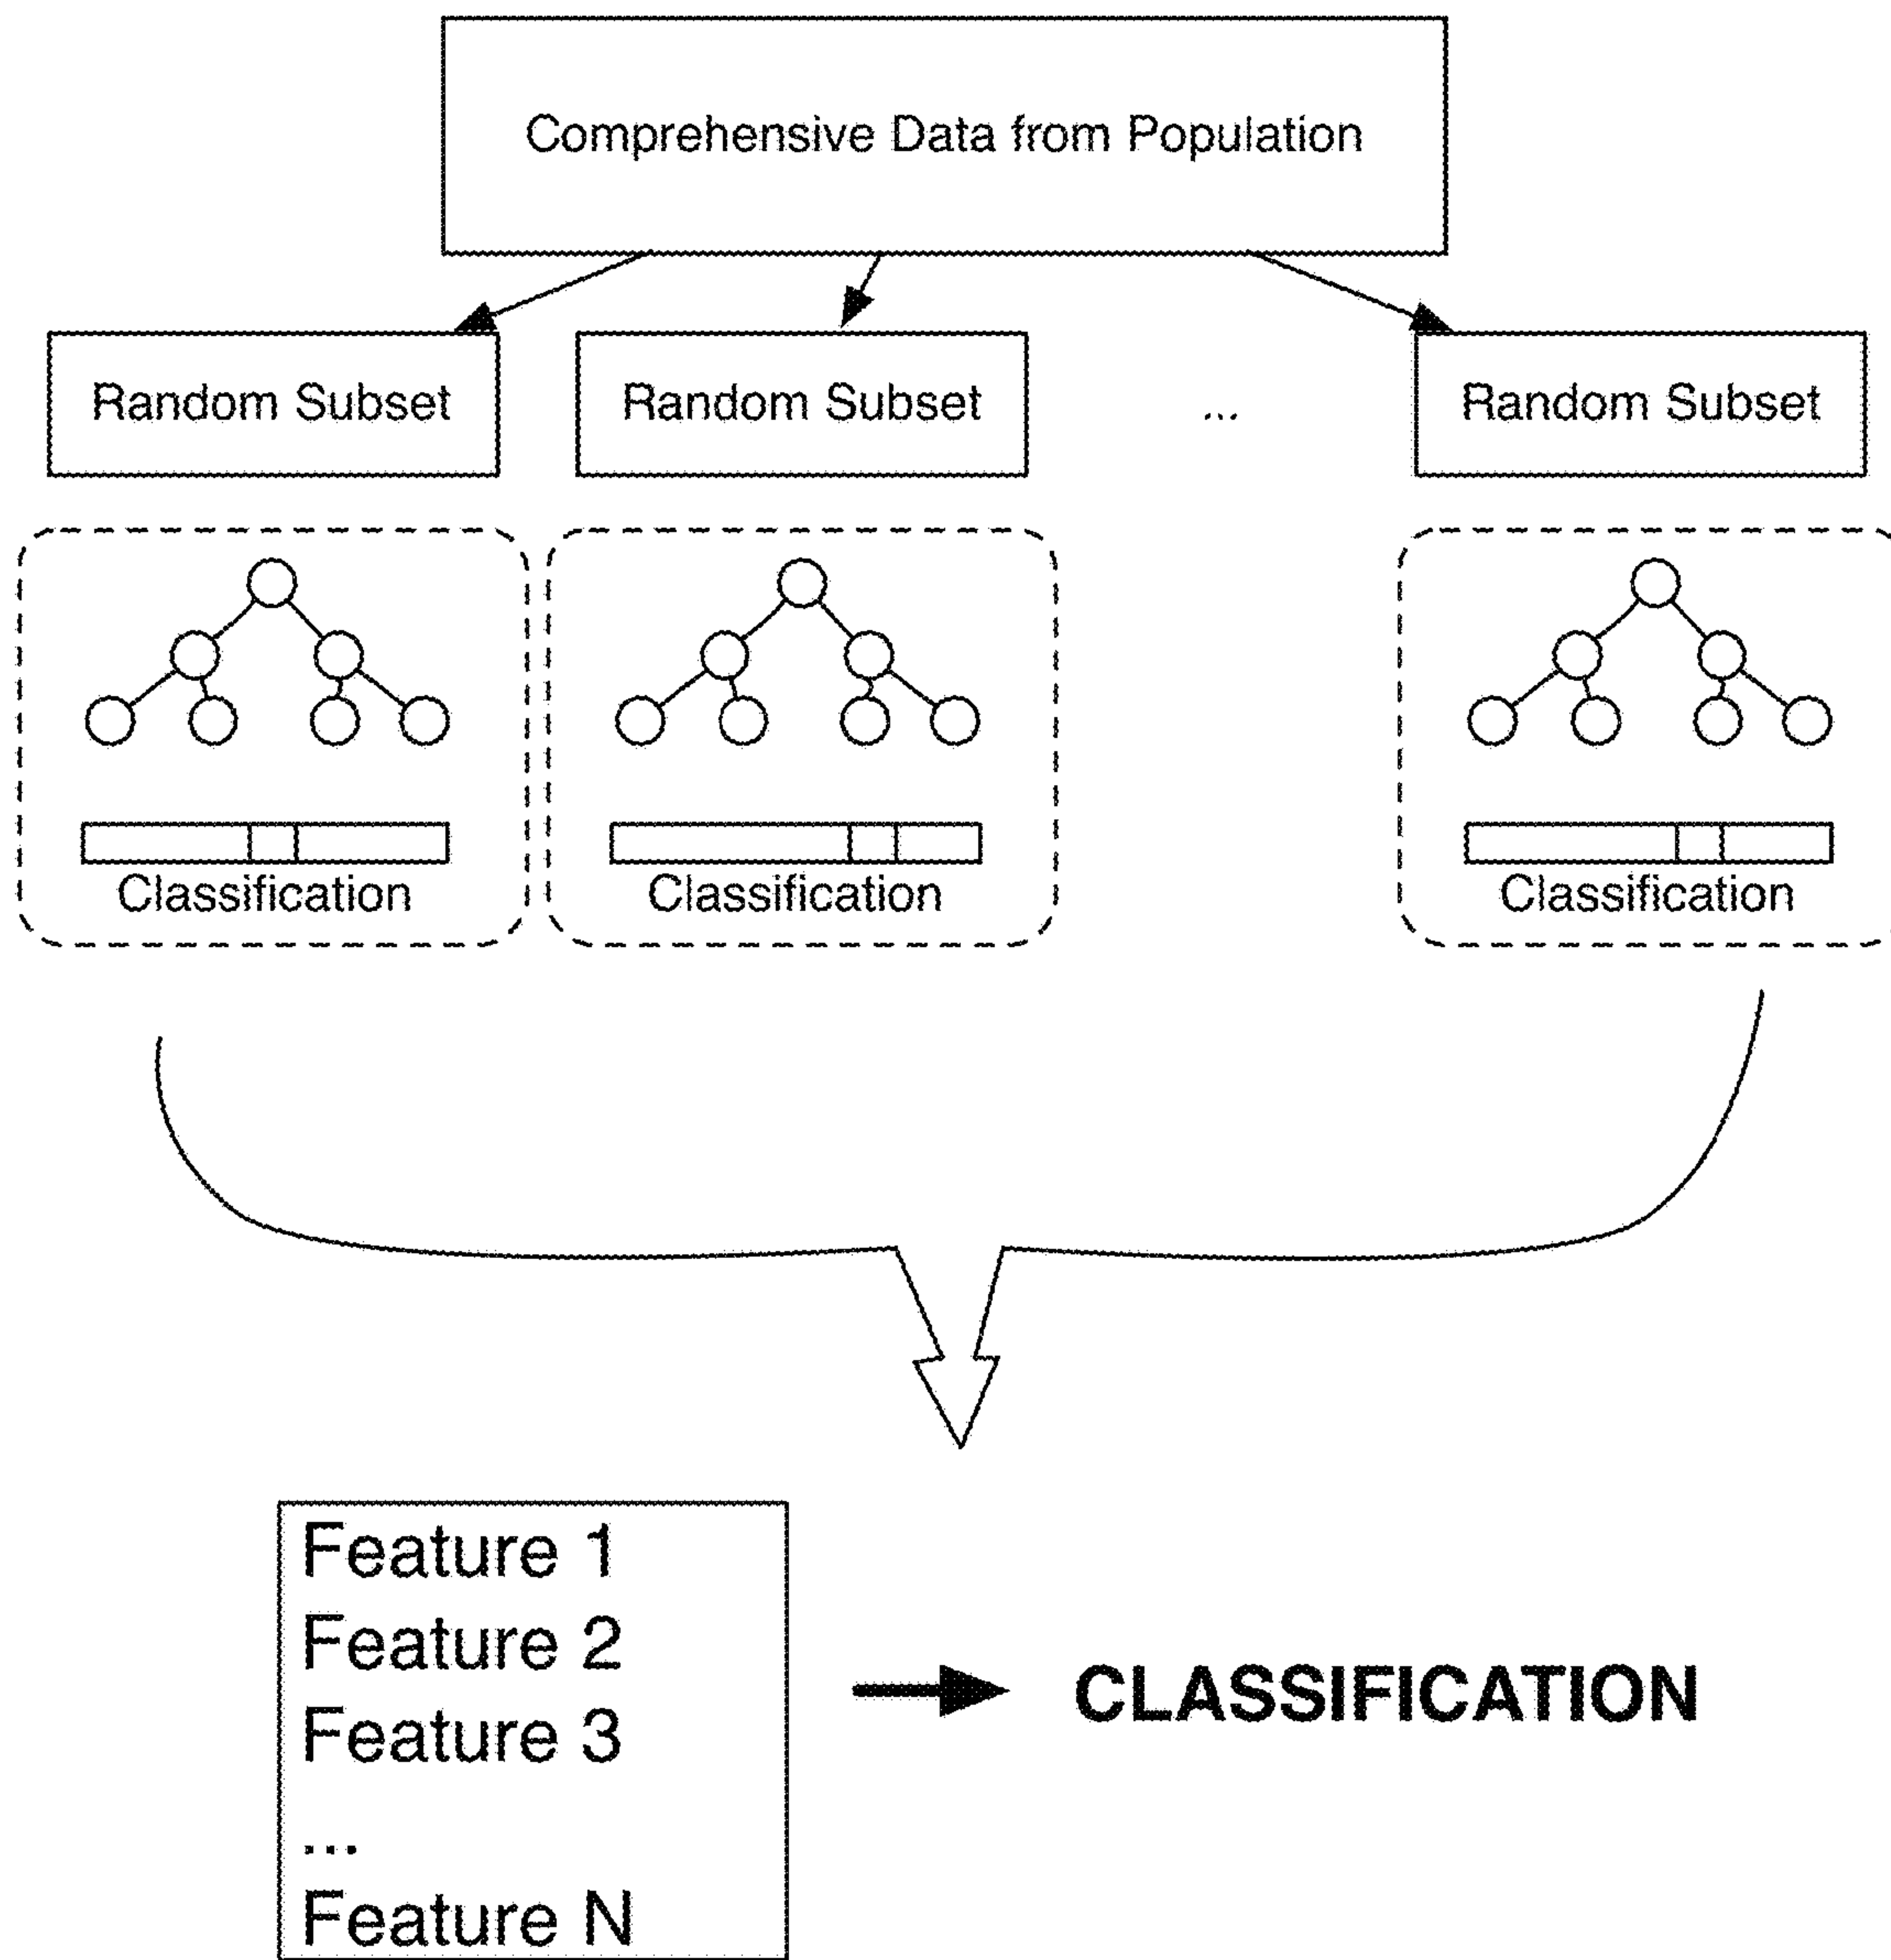 Comprehensive Data from Population
Random Subset
Random Subset
...
Random Subset
Classification
Classification
Classification
Feature 1
Feature 2
Feature 3
...
Feature N
CLASSIFICATION